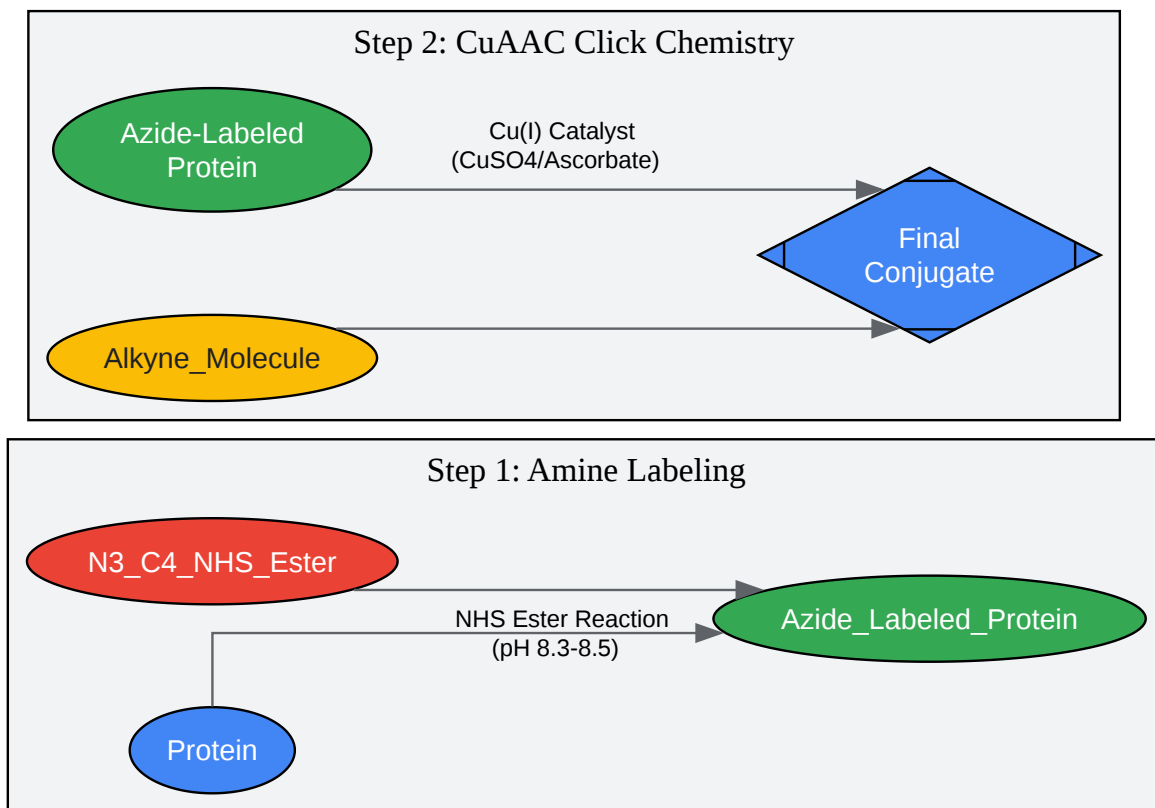 Step 2: CuAAC Click Chemistry
Azide-Labeled
Protein
Cu(I) Catalyst
(CuSO4/Ascorbate)
Final
Conjugate
Alkyne_Molecule
Step 1: Amine Labeling
N3_C4_NHS_Ester
NHS Ester Reaction
(pH 8.3-8.5)
Azide_Labeled_Protein
Protein